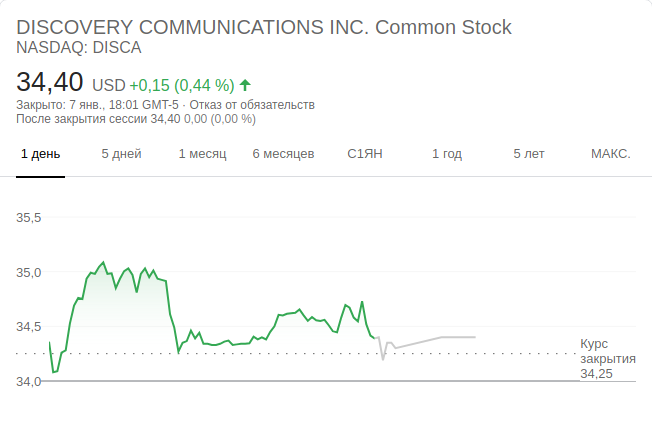 DISCOVERY COMMUNICATIONS INC. Common Stock
NASDAQ: DISCA
34,40 USD +0,15 (0,44 %)
Закрыто: 7 янв., 18:01 GMT-5 · Отказ от обязательств
После закрытия сессии 34,40 0,00 (0,00 %)
1 день 5 дней 1 месяц 6 месяцев С1ЯН 1 год 5 лет МАКС.
35,5
35,0
34,5
34,0
Курс
закрытия
34,25